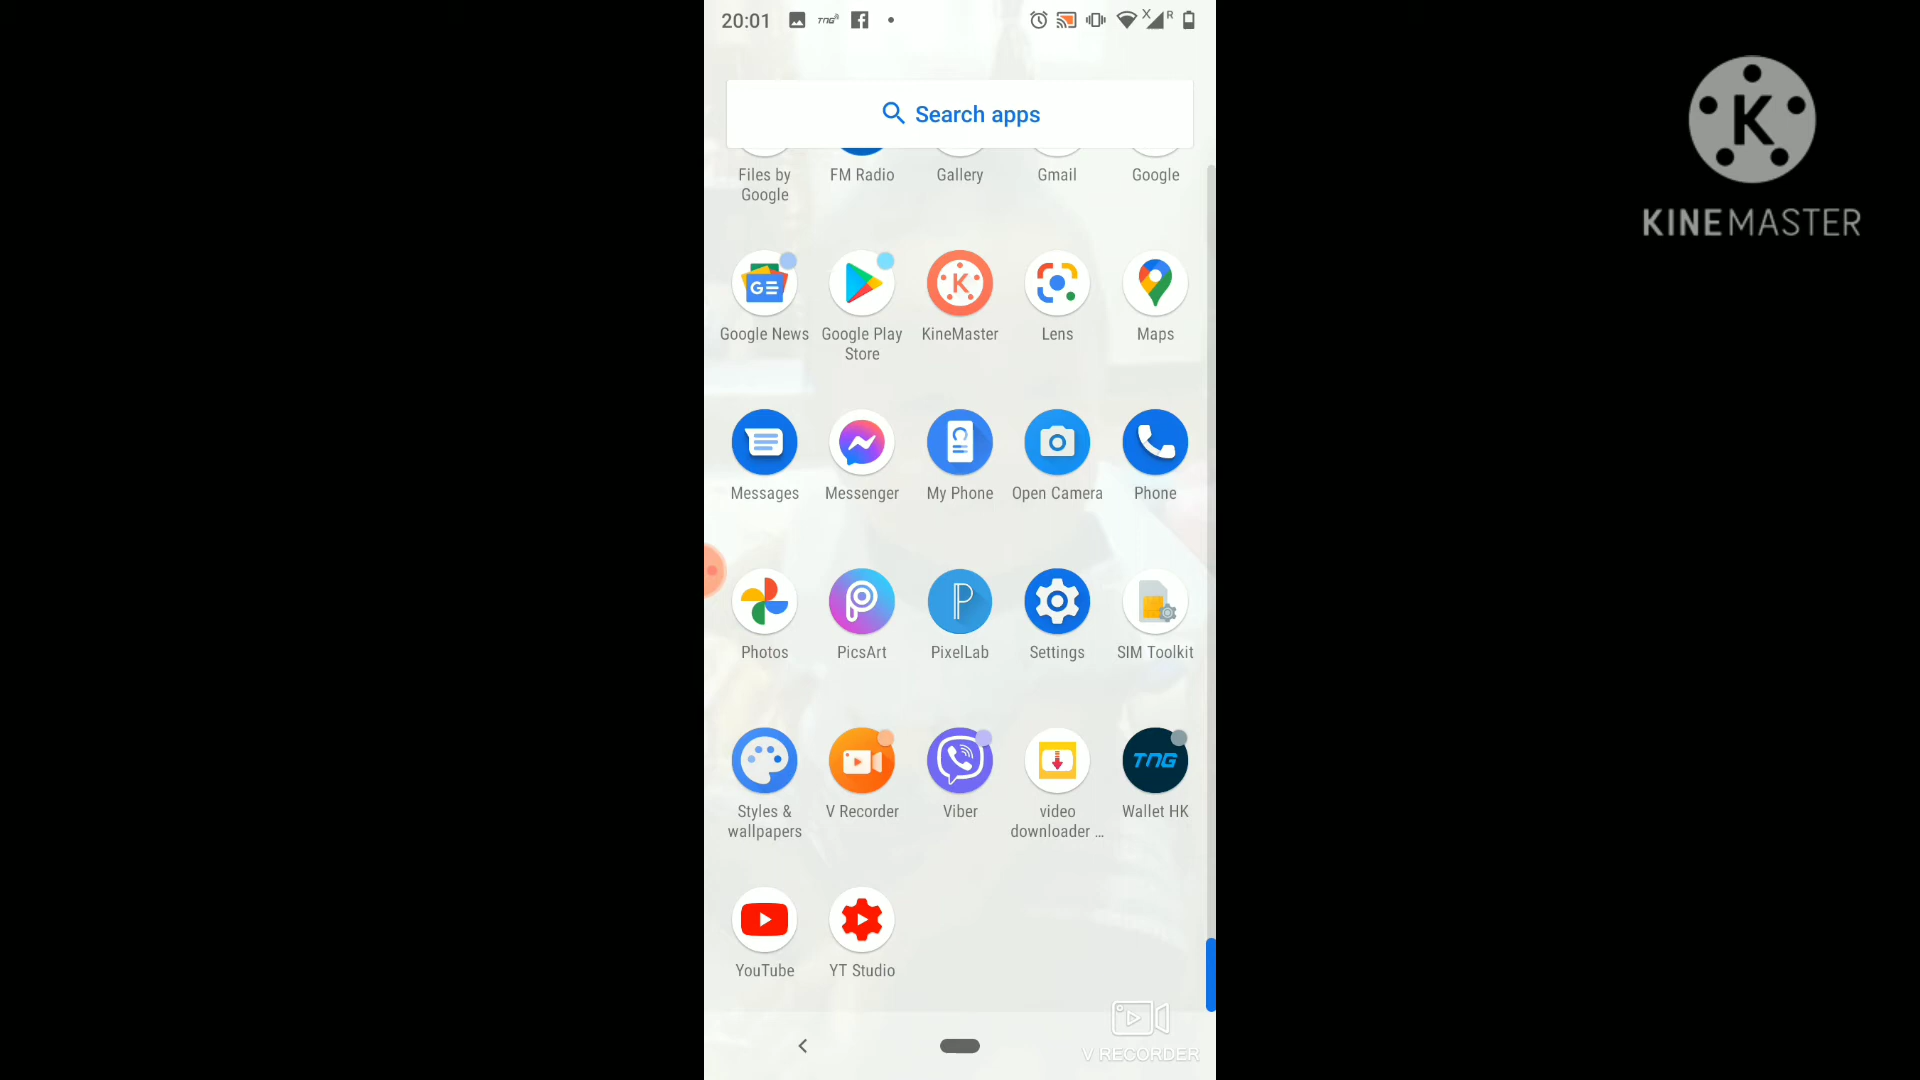 20:01 TNG X R
Search apps
KINEMASTER
Files by Google FM Radio Gallery Gmail Google
Google News Google Play Store KineMaster Lens Maps
Messages Messenger My Phone Open Camera Phone
Photos PicsArt PixelLab Settings SIM Toolkit
TNG
Styles & wallpapers V Recorder Viber video downloader ... Wallet HK
YouTube YT Studio
V RECORDER